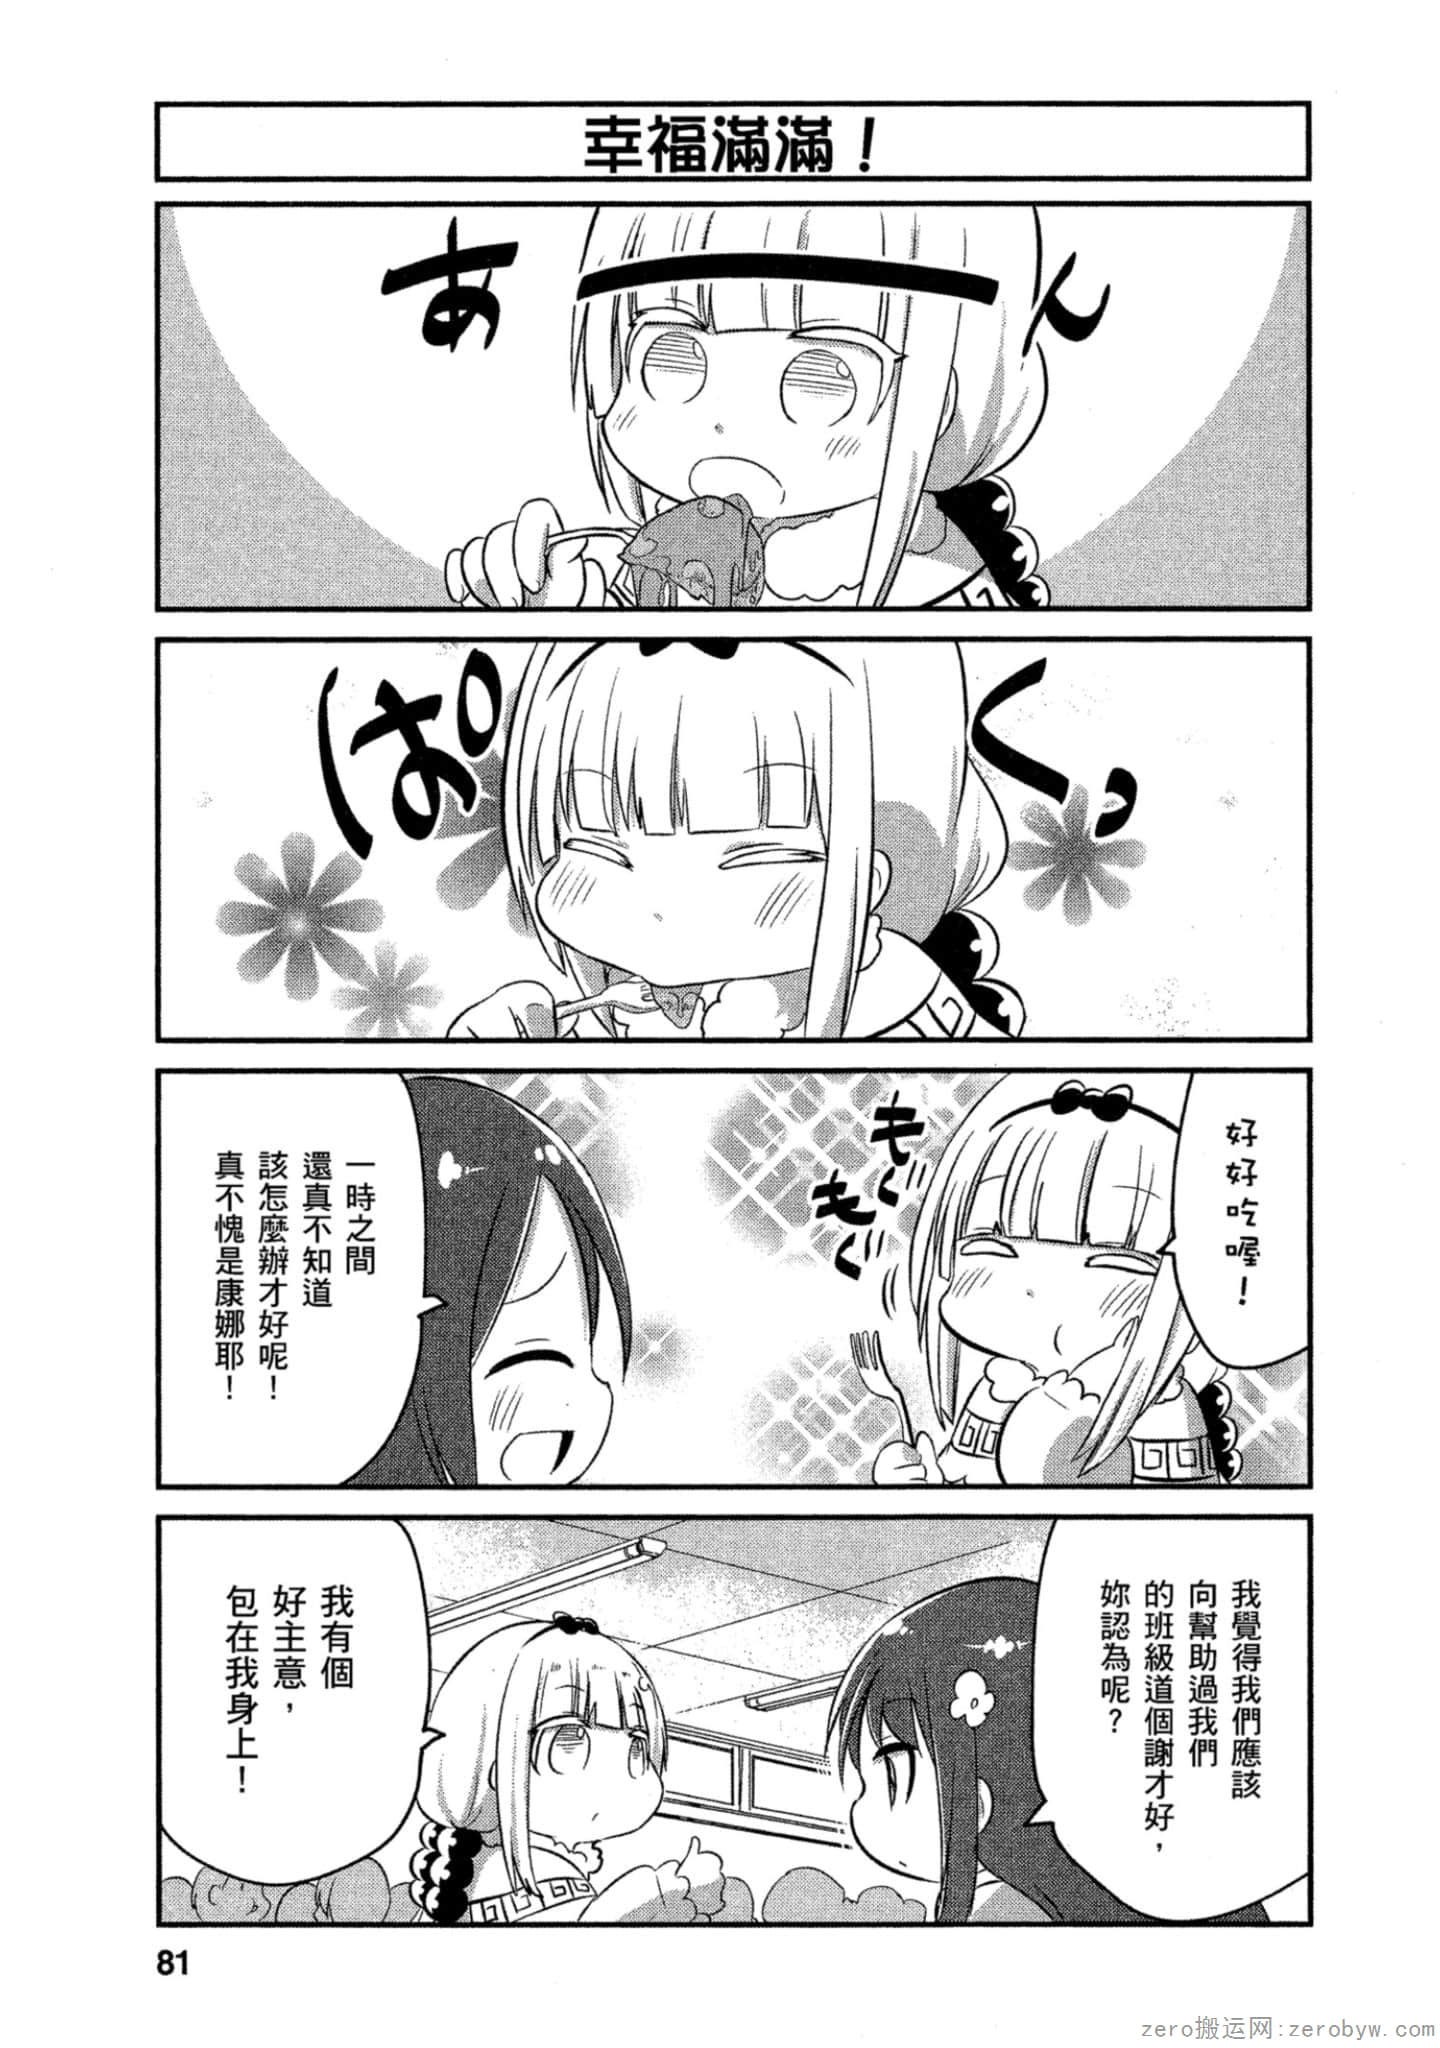 幸福滿滿！
あ
ん
ぱ
くっ
好好吃喔！
もぐ
もぐ
一時之間
還真不知道
該怎麼辦才好呢！
真不愧是康娜耶！
我覺得我們應該
向幫助過我們
的班級道個謝才好，
妳認為呢？
我有個
好主意，
包在我身上！
81
zero搬运网:zerobyw.com